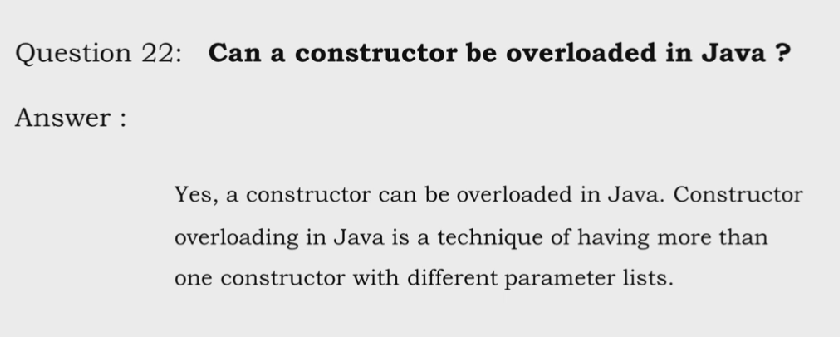 Question 22: Can a constructor be overloaded in Java ?
Answer :
Yes, a constructor can be overloaded in Java. Constructor
overloading in Java is a technique of having more than
one constructor with different parameter lists.